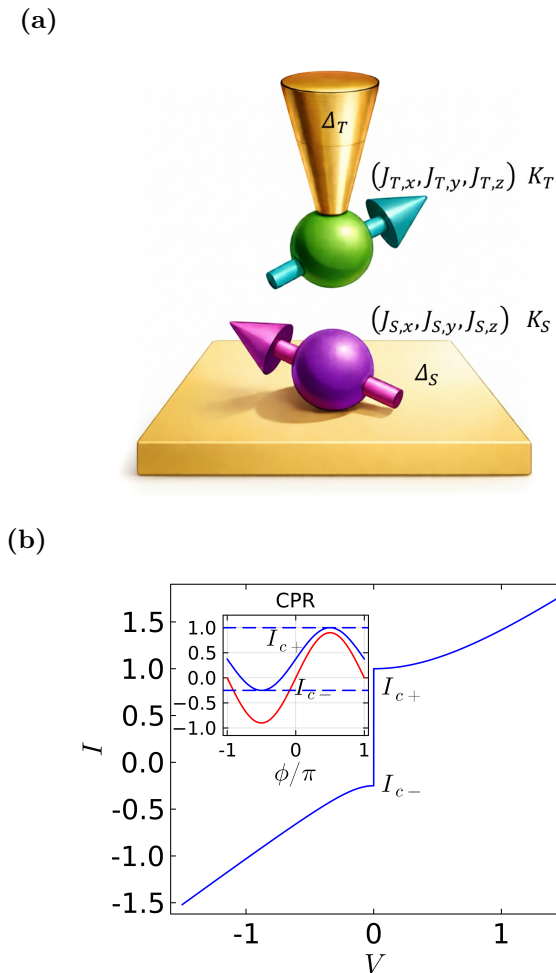 (a)
Δ_T
(J_{T,x}, J_{T,y}, J_{T,z}) K_T
(J_{S,x}, J_{S,y}, J_{S,z}) K_S
Δ_S
(b)
CPR
1.0
0.5
0.0
−0.5
−1.0
I_{c+}
I_{c−}
-1 0 1
ϕ/π
1.5
1.0
0.5
0.0
-0.5
-1.0
-1.5
I
I_{c+}
I_{c−}
-1 0 1
V